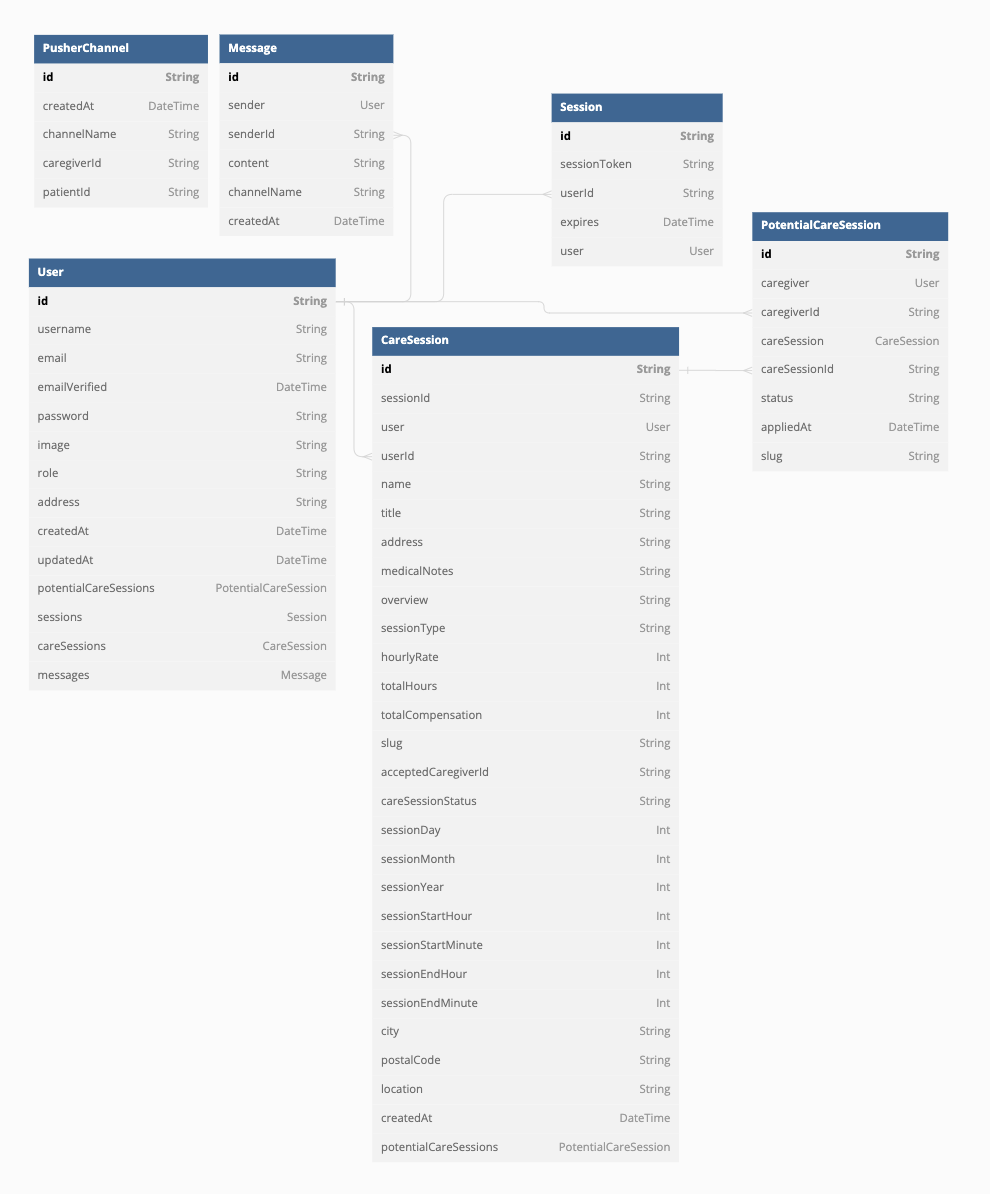 PusherChannel
id String
createdAt DateTime
channelName String
caregiverId String
patientId String
Message
id String
sender User
senderId String
content String
channelName String
createdAt DateTime
Session
id String
sessionToken String
userId String
expires DateTime
user User
PotentialCareSession
id String
caregiver User
caregiverId String
careSession CareSession
careSessionId String
status String
appliedAt DateTime
slug String
User
id String
username String
email String
emailVerified DateTime
password String
image String
role String
address String
createdAt DateTime
updatedAt DateTime
potentialCareSessions PotentialCareSession
sessions Session
careSessions CareSession
messages Message
CareSession
id String
sessionId String
user User
userId String
name String
title String
address String
medicalNotes String
overview String
sessionType String
hourlyRate Int
totalHours Int
totalCompensation Int
slug String
acceptedCaregiverId String
careSessionStatus String
sessionDay Int
sessionMonth Int
sessionYear Int
sessionStartHour Int
sessionStartMinute Int
sessionEndHour Int
sessionEndMinute Int
city String
postalCode String
location String
createdAt DateTime
potentialCareSessions PotentialCareSession